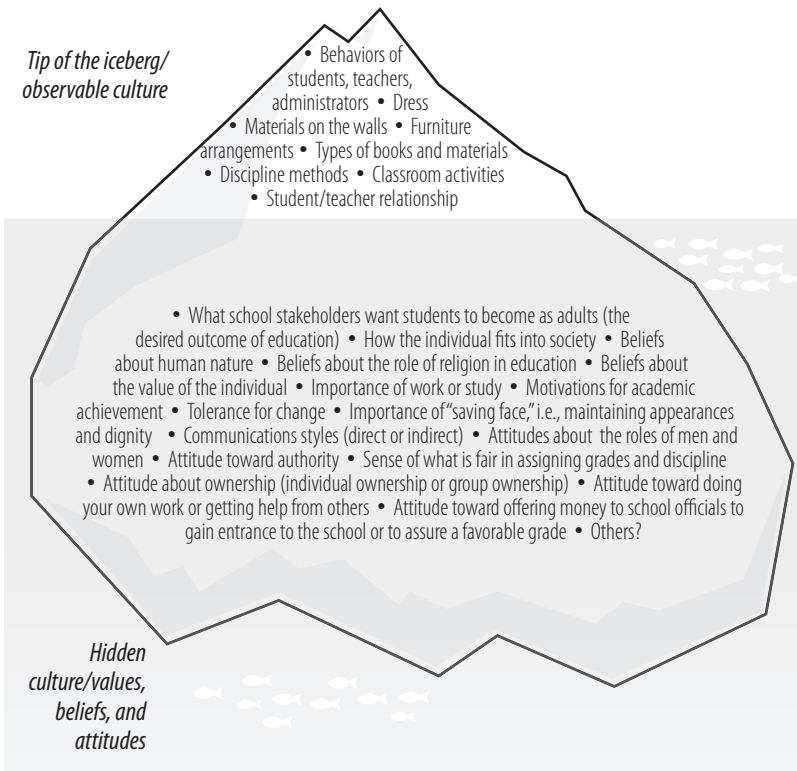 Tip of the iceberg/
observable culture
• Behaviors of
students, teachers,
administrators • Dress
• Materials on the walls • Furniture
arrangements • Types of books and materials
• Discipline methods • Classroom activities
• Student/teacher relationship
• What school stakeholders want students to become as adults (the
desired outcome of education) • How the individual fits into society • Beliefs
about human nature • Beliefs about the role of religion in education • Beliefs about
the value of the individual • Importance of work or study • Motivations for academic
achievement • Tolerance for change • Importance of “saving face,” i.e., maintaining appearances
and dignity • Communications styles (direct or indirect) • Attitudes about the roles of men and
women • Attitude toward authority • Sense of what is fair in assigning grades and discipline
• Attitude about ownership (individual ownership or group ownership) • Attitude toward doing
your own work or getting help from others • Attitude toward offering money to school officials to
gain entrance to the school or to assure a favorable grade • Others?
Hidden
culture/values,
beliefs, and
attitudes